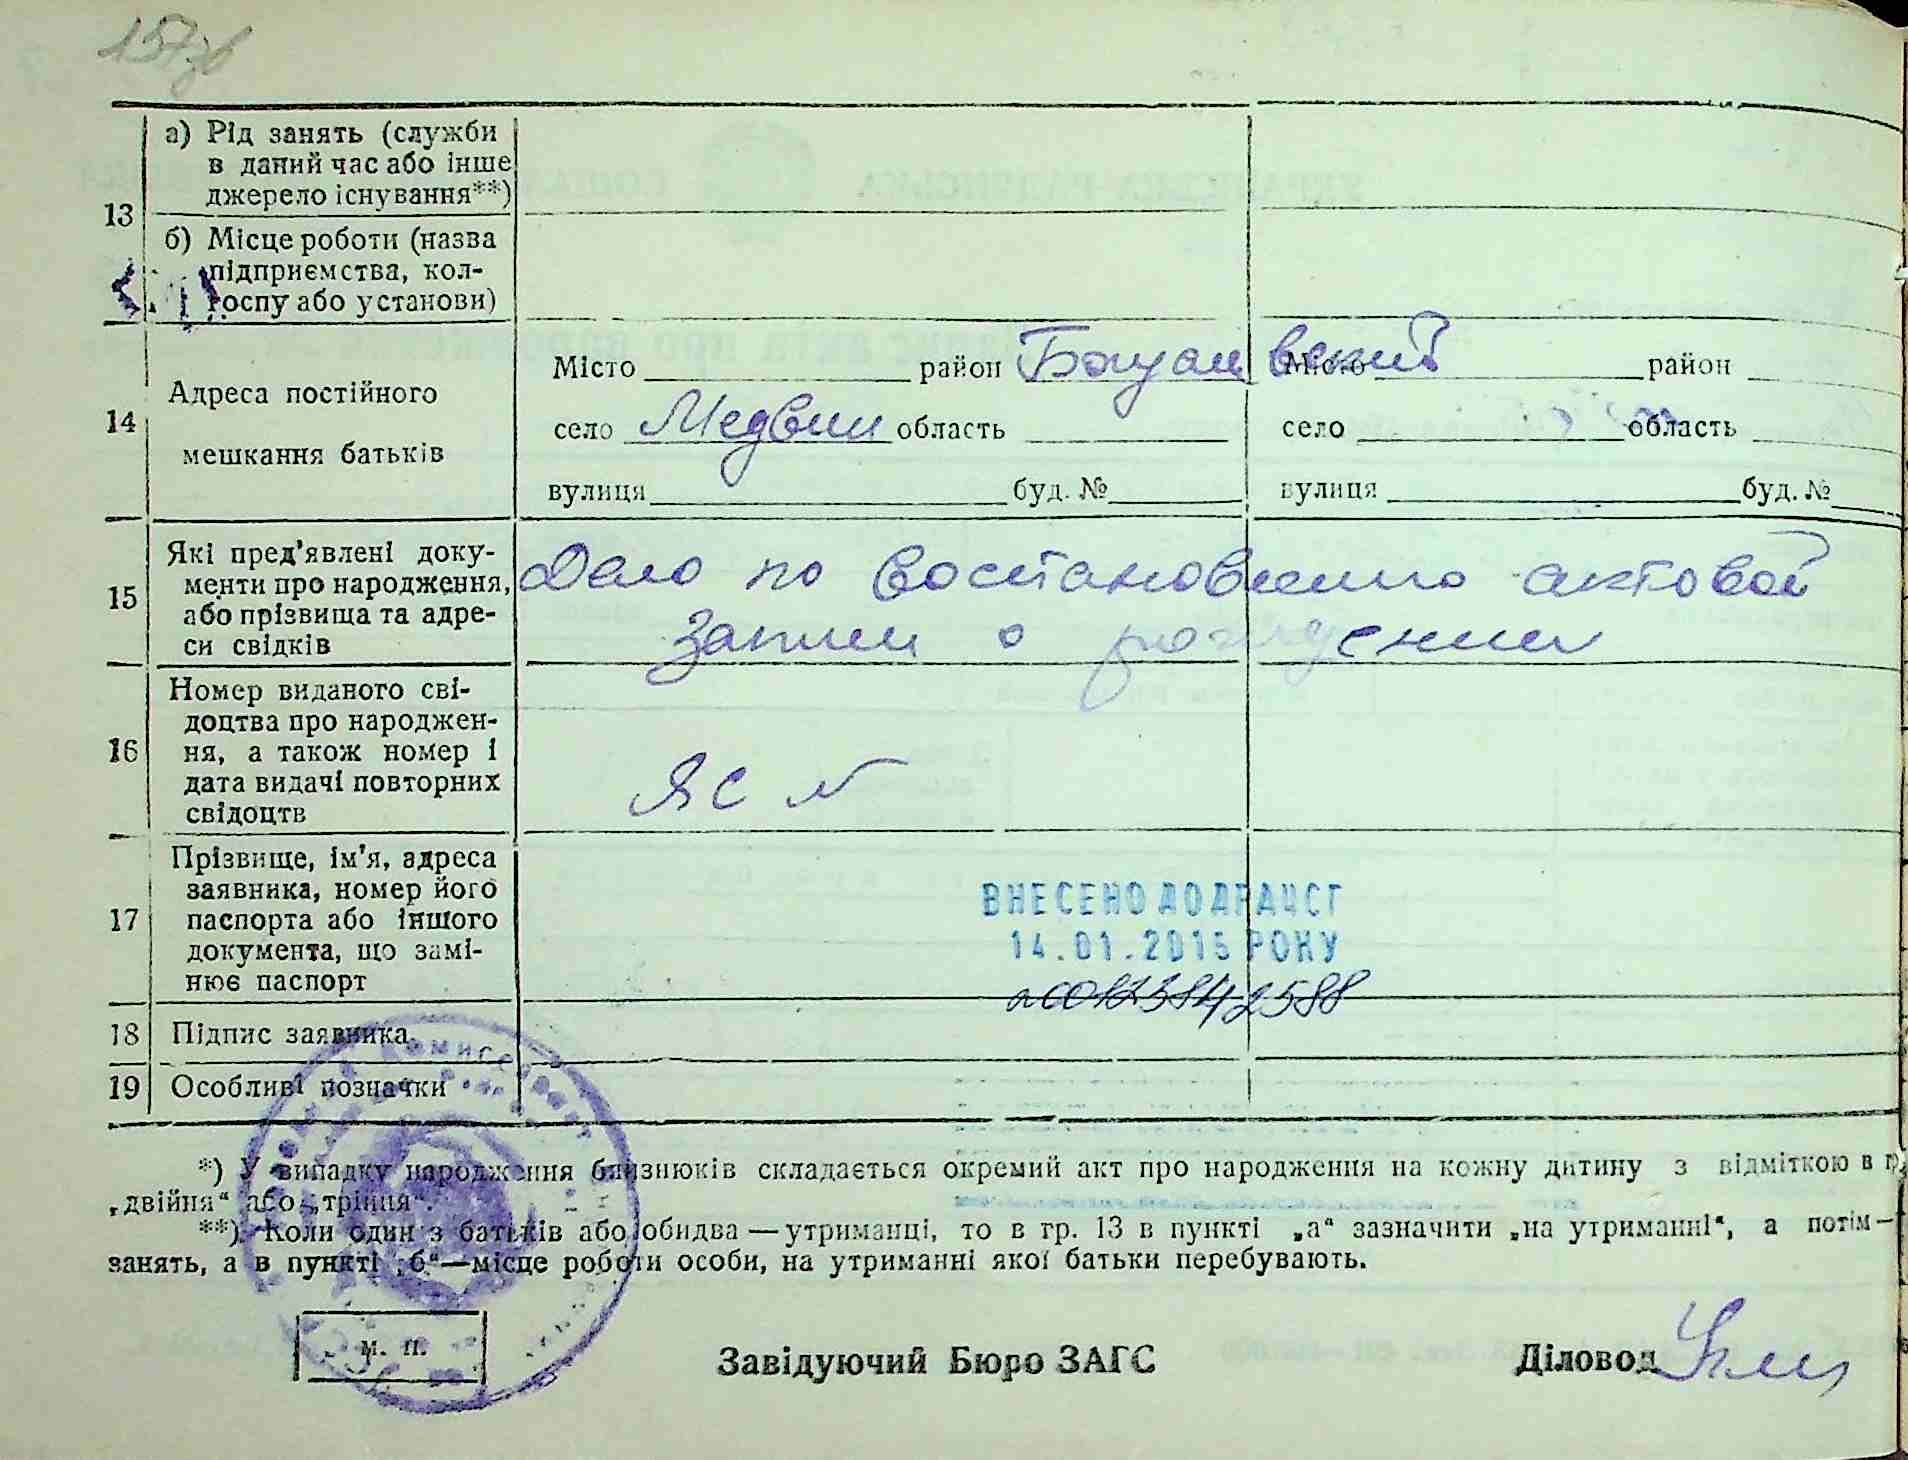 157зв
13
а) Рід занять (служби
в даний час або інше
джерело існування**)
б) Місце роботи (назва
підприємства, кол-
госпу або установи)
14
Адреса постійного
мешкання батьків
Місто район Богуславский
село Медвин область
вулиця буд. №
Місто район
село область
вулиця буд. №
15
Які пред'явлені доку-
менти про народження,
або прізвища та адре-
си свідків
Дело по востановлению актовой
записи о рождении
16
Номер виданого сві-
доцтва про народжен-
ня, а також номер і
дата видачі повторних
свідоцтв
ЯС №
17
Прізвище, ім'я, адреса
заявника, номер його
паспорта або іншого
документа, що замі-
нює паспорт
ВНЕСЕНО ДО ДРАЦСГ
14.01.2015 РОКУ
18 Підпис заявника
19 Особливі позначки
*) У випадку народження близнюків складається окремий акт про народження на кожну дитину з відміткою в гр.
„двійня“ або „трійня“.
**) Коли один з батьків або обидва — утриманці, то в гр. 13 в пункті „а“ зазначити „на утриманні“, а потім —
занять, а в пункті „б“ — місце роботи особи, на утриманні якої батьки перебувають.
м. п.
Завідуючий Бюро ЗАГС
Діловод